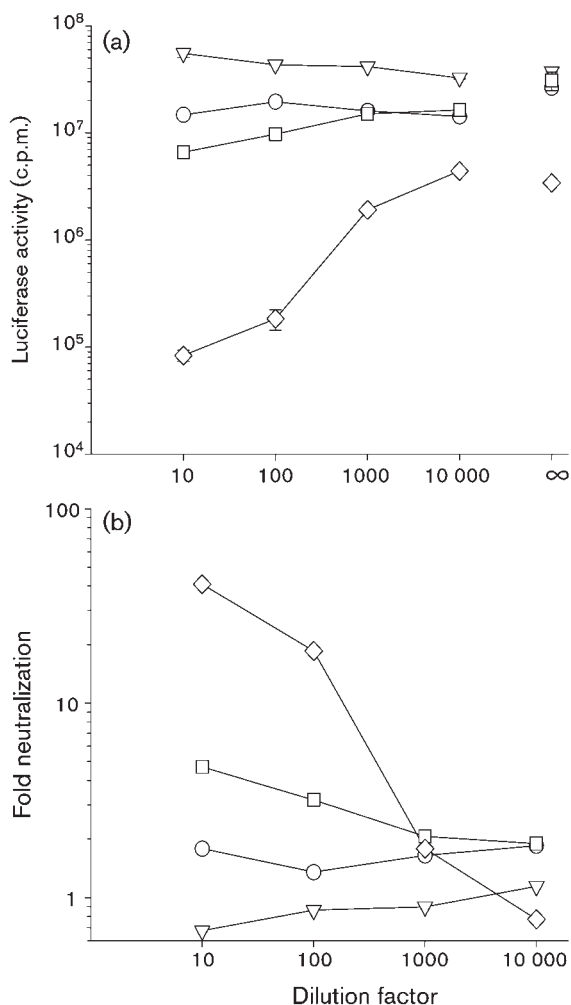 (a)
10⁸
10⁷
10⁶
10⁵
10⁴
Luciferase activity (c.p.m.)
10 100 1000 10 000 ∞
(b)
100
10
1
Fold neutralization
10 100 1000 10 000
Dilution factor